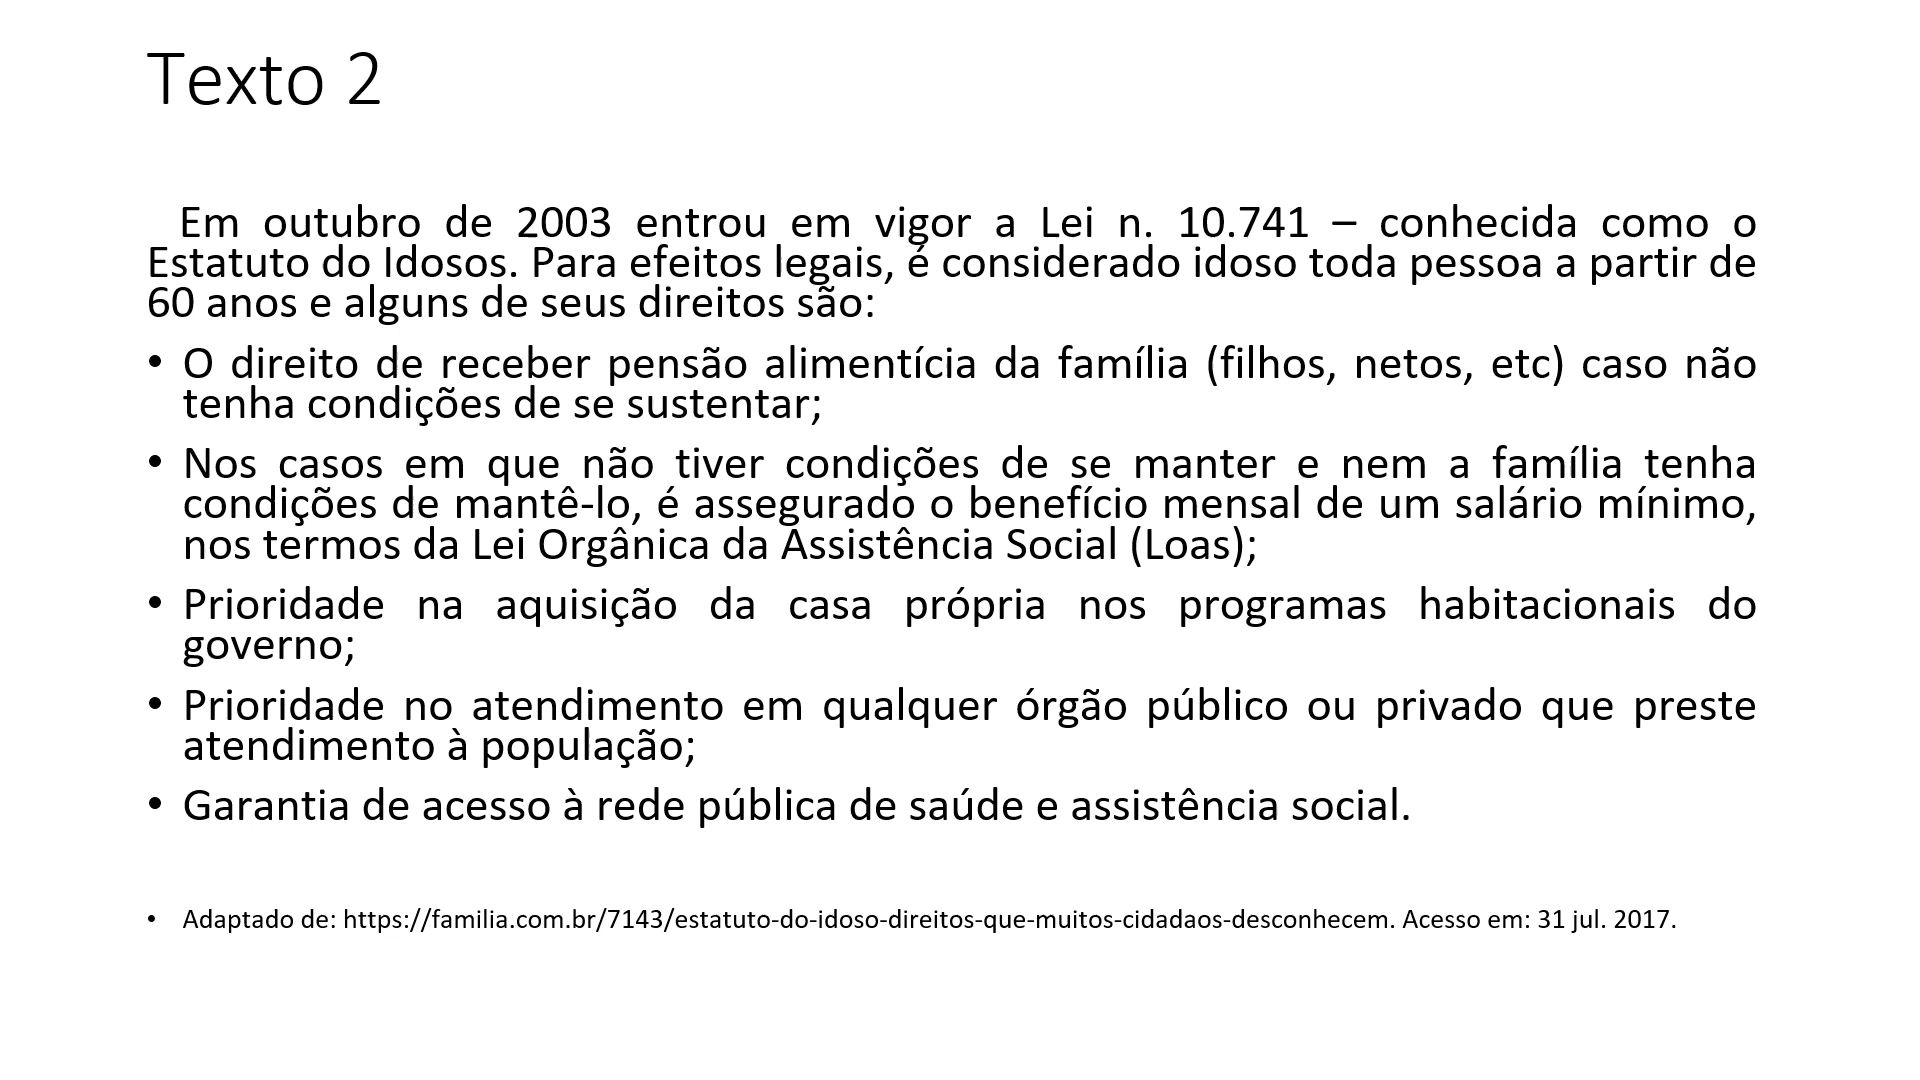 Texto 2
Em outubro de 2003 entrou em vigor a Lei n. 10.741 – conhecida como o
Estatuto do Idosos. Para efeitos legais, é considerado idoso toda pessoa a partir de
60 anos e alguns de seus direitos são:
• O direito de receber pensão alimentícia da família (filhos, netos, etc) caso não
tenha condições de se sustentar;
• Nos casos em que não tiver condições de se manter e nem a família tenha
condições de mantê-lo, é assegurado o benefício mensal de um salário mínimo,
nos termos da Lei Orgânica da Assistência Social (Loas);
• Prioridade na aquisição da casa própria nos programas habitacionais do
governo;
• Prioridade no atendimento em qualquer órgão público ou privado que preste
atendimento à população;
• Garantia de acesso à rede pública de saúde e assistência social.
• Adaptado de: https://familia.com.br/7143/estatuto-do-idoso-direitos-que-muitos-cidadaos-desconhecem. Acesso em: 31 jul. 2017.